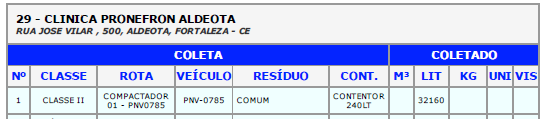 29 - CLINICA PRONEFRON ALDEOTA
RUA JOSE VILAR , 500, ALDEOTA, FORTALEZA - CE
COLETA COLETADO
Nº CLASSE ROTA VEÍCULO RESÍDUO CONT. M³ LIT KG UNI VIS
1 CLASSE II COMPACTADOR 01 - PNV0785 PNV-0785 COMUM CONTENTOR 240LT 32160